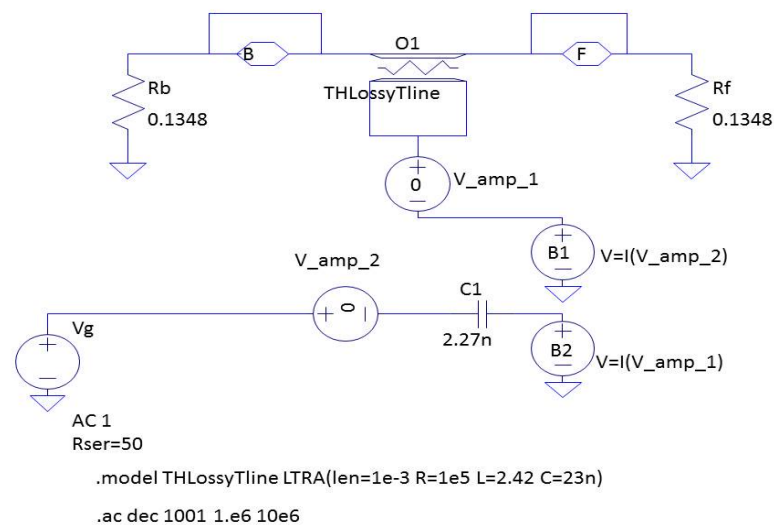 O1
B
F
Rb
0.1348
THLossyTline
Rf
0.1348
+
0
–
V_amp_1
+
B1
–
V=I(V_amp_2)
V_amp_2
+ 0 –
C1
2.27n
+
B2
–
V=I(V_amp_1)
Vg
+
–
AC 1
Rser=50
.model THLossyTline LTRA(len=1e-3 R=1e5 L=2.42 C=23n)
.ac dec 1001 1.e6 10e6